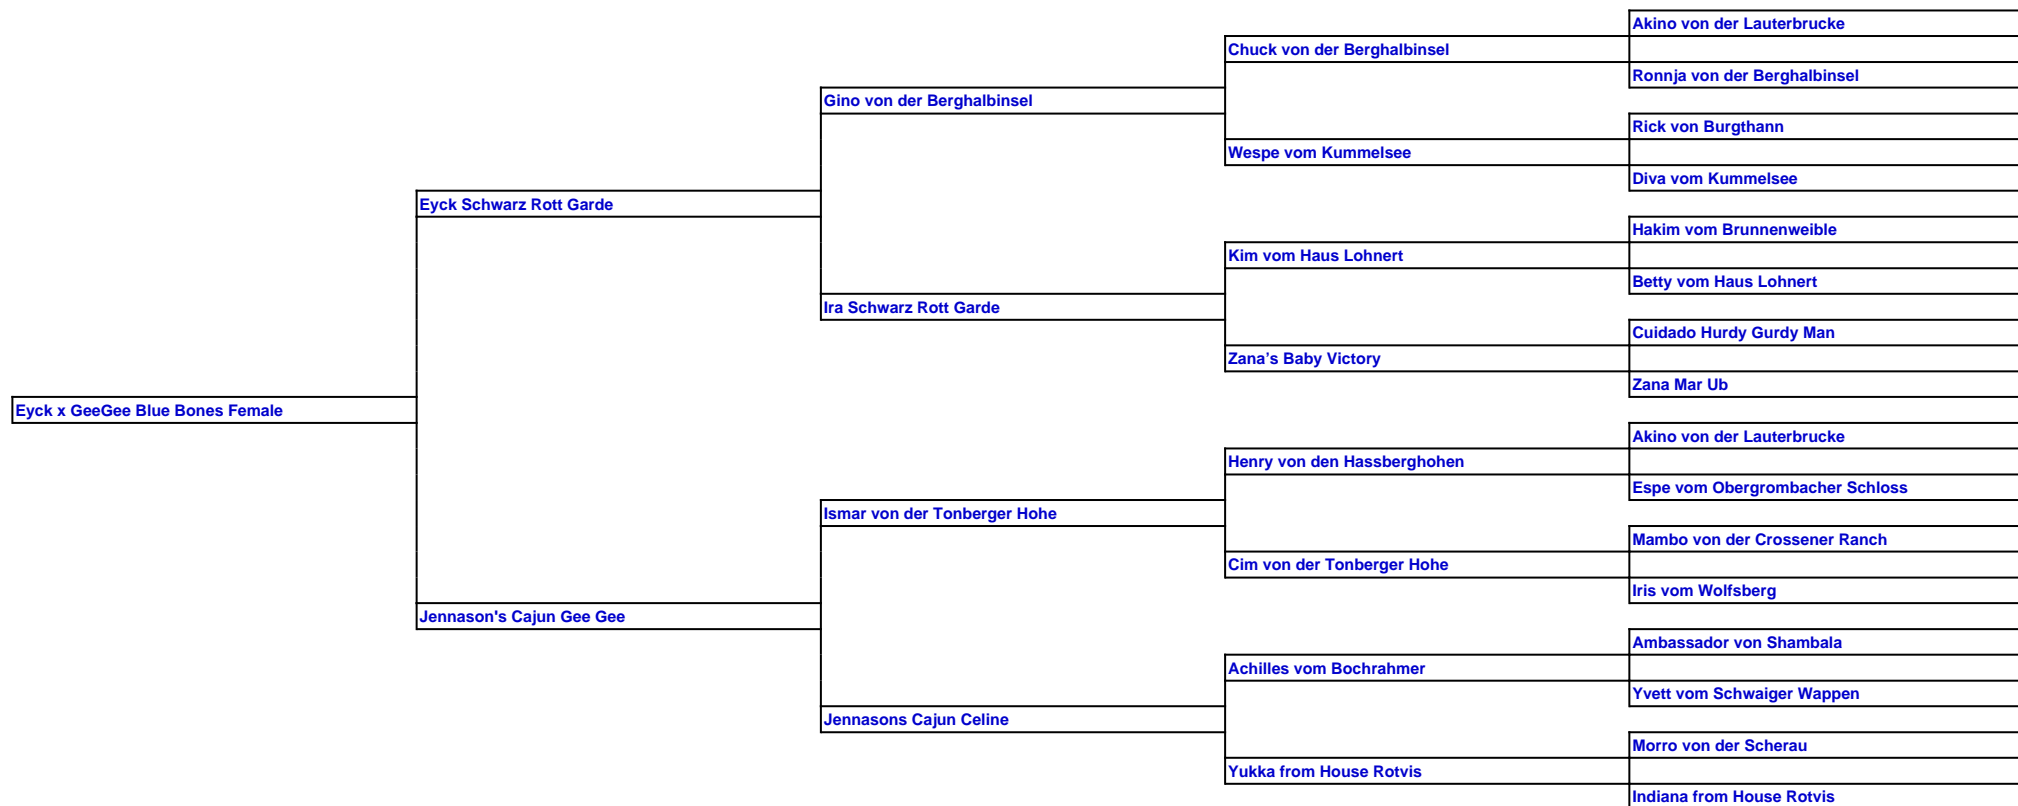 Akino von der Lauterbrucke
Chuck von der Berghalbinsel
Ronnja von der Berghalbinsel
Gino von der Berghalbinsel
Rick von Burgthann
Wespe vom Kummelsee
Diva vom Kummelsee
Eyck Schwarz Rott Garde
Hakim vom Brunnenweible
Kim vom Haus Lohnert
Betty vom Haus Lohnert
Ira Schwarz Rott Garde
Cuidado Hurdy Gurdy Man
Zana’s Baby Victory
Zana Mar Ub
Eyck x GeeGee Blue Bones Female
Akino von der Lauterbrucke
Henry von den Hassberghohen
Espe vom Obergrombacher Schloss
Ismar von der Tonberger Hohe
Mambo von der Crossener Ranch
Cim von der Tonberger Hohe
Iris vom Wolfsberg
Jennason's Cajun Gee Gee
Ambassador von Shambala
Achilles vom Bochrahmer
Yvett vom Schwaiger Wappen
Jennasons Cajun Celine
Morro von der Scherau
Yukka from House Rotvis
Indiana from House Rotvis